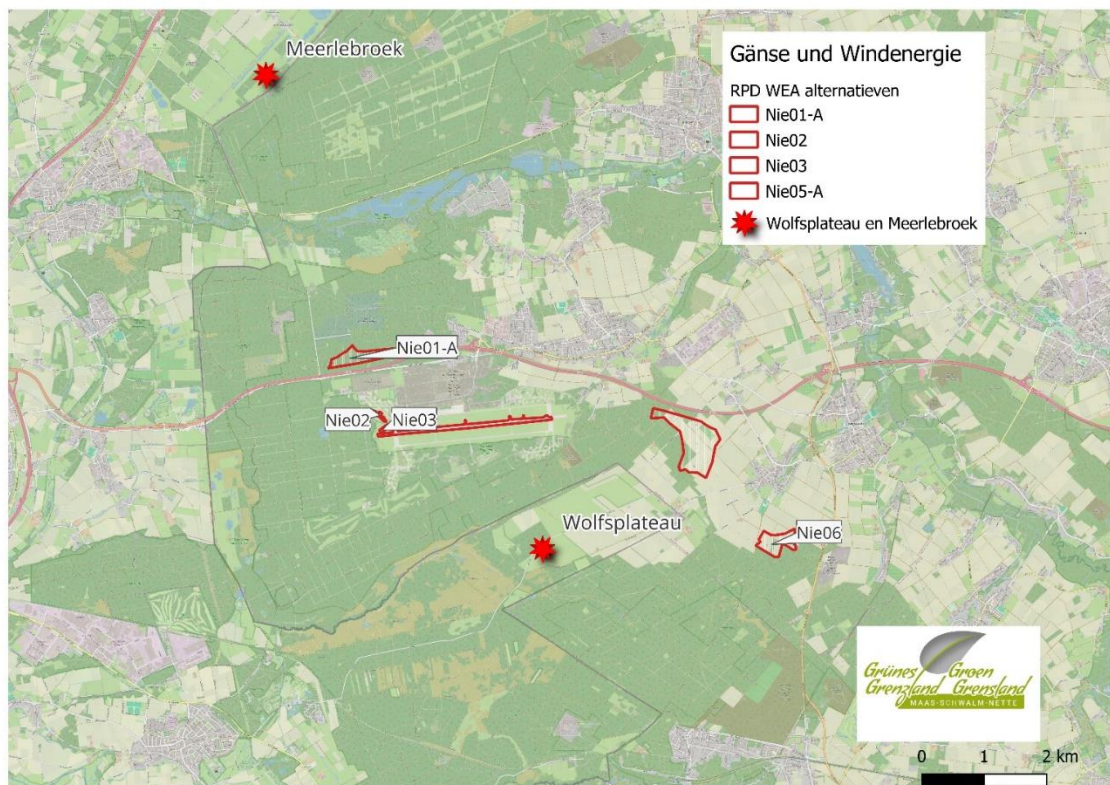 Meerlebroek
Gänse und Windenergie
RPD WEA alternatieven
Nie01-A
Nie02
Nie03
Nie05-A
Wolfsplateau en Meerlebroek
Nie01-A
Nie02
Nie03
Wolfsplateau
Nie06
Grünes Groen
Grenzland Grensland
MAAS-SCHWALM-NETTE
0 1 2 km